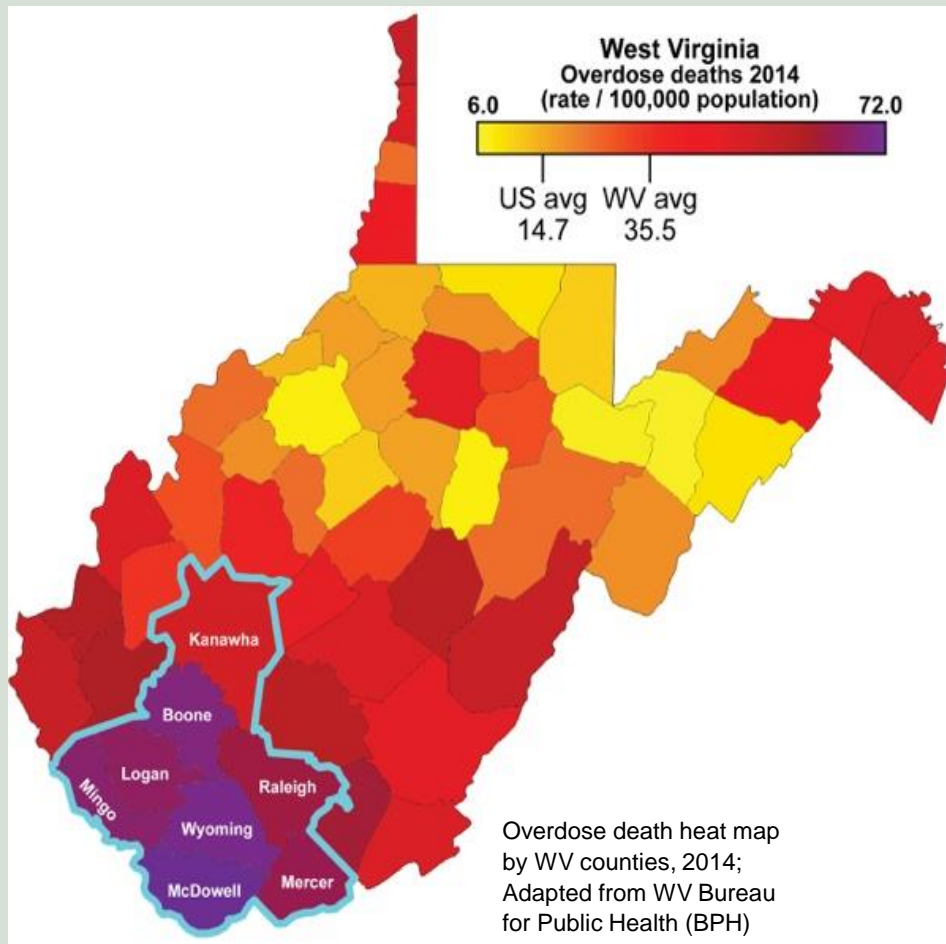 West Virginia
Overdose deaths 2014
(rate / 100,000 population)
6.0
72.0
US avg
14.7
WV avg
35.5
Kanawha
Boone
Logan
Raleigh
Mingo
Wyoming
McDowell
Mercer
Overdose death heat map
by WV counties, 2014;
Adapted from WV Bureau
for Public Health (BPH)